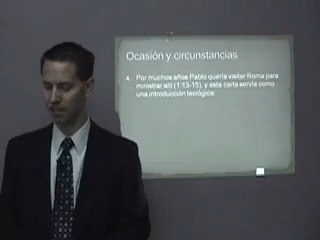 Ocasión y circunstancias
4. Por muchos años Pablo quería visitar Roma para
ministrar allí (1:13-15), y esta carta servía como
una introducción teológica.